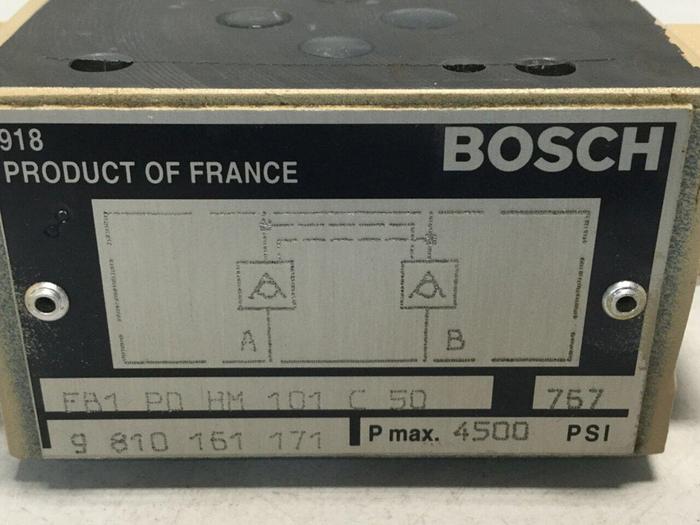 918
BOSCH
PRODUCT OF FRANCE
A B
FB1 PD HM 101 C 50 767
9 810 161 171 P max. 4500 PSI